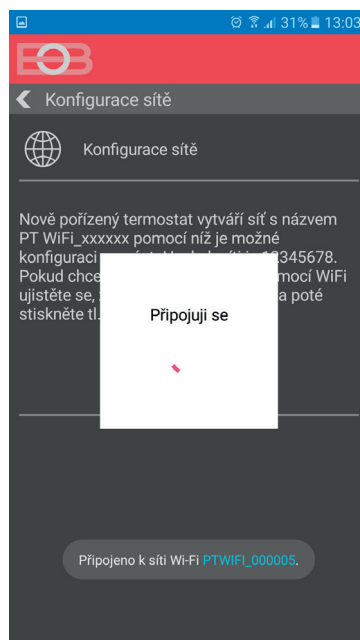 31% 13:03
EOB
Konfigurace sítě
Konfigurace sítě
Nově pořízený termostat vytváří síť s názvem
PT WiFi_xxxxxx pomocí níž je možné
konfiguraci 12345678.
Pokud chce WiFi
ujistěte se, a poté
stiskněte tl.
Připojuji se
Připojeno k síti Wi-Fi PTWIFI_000005.